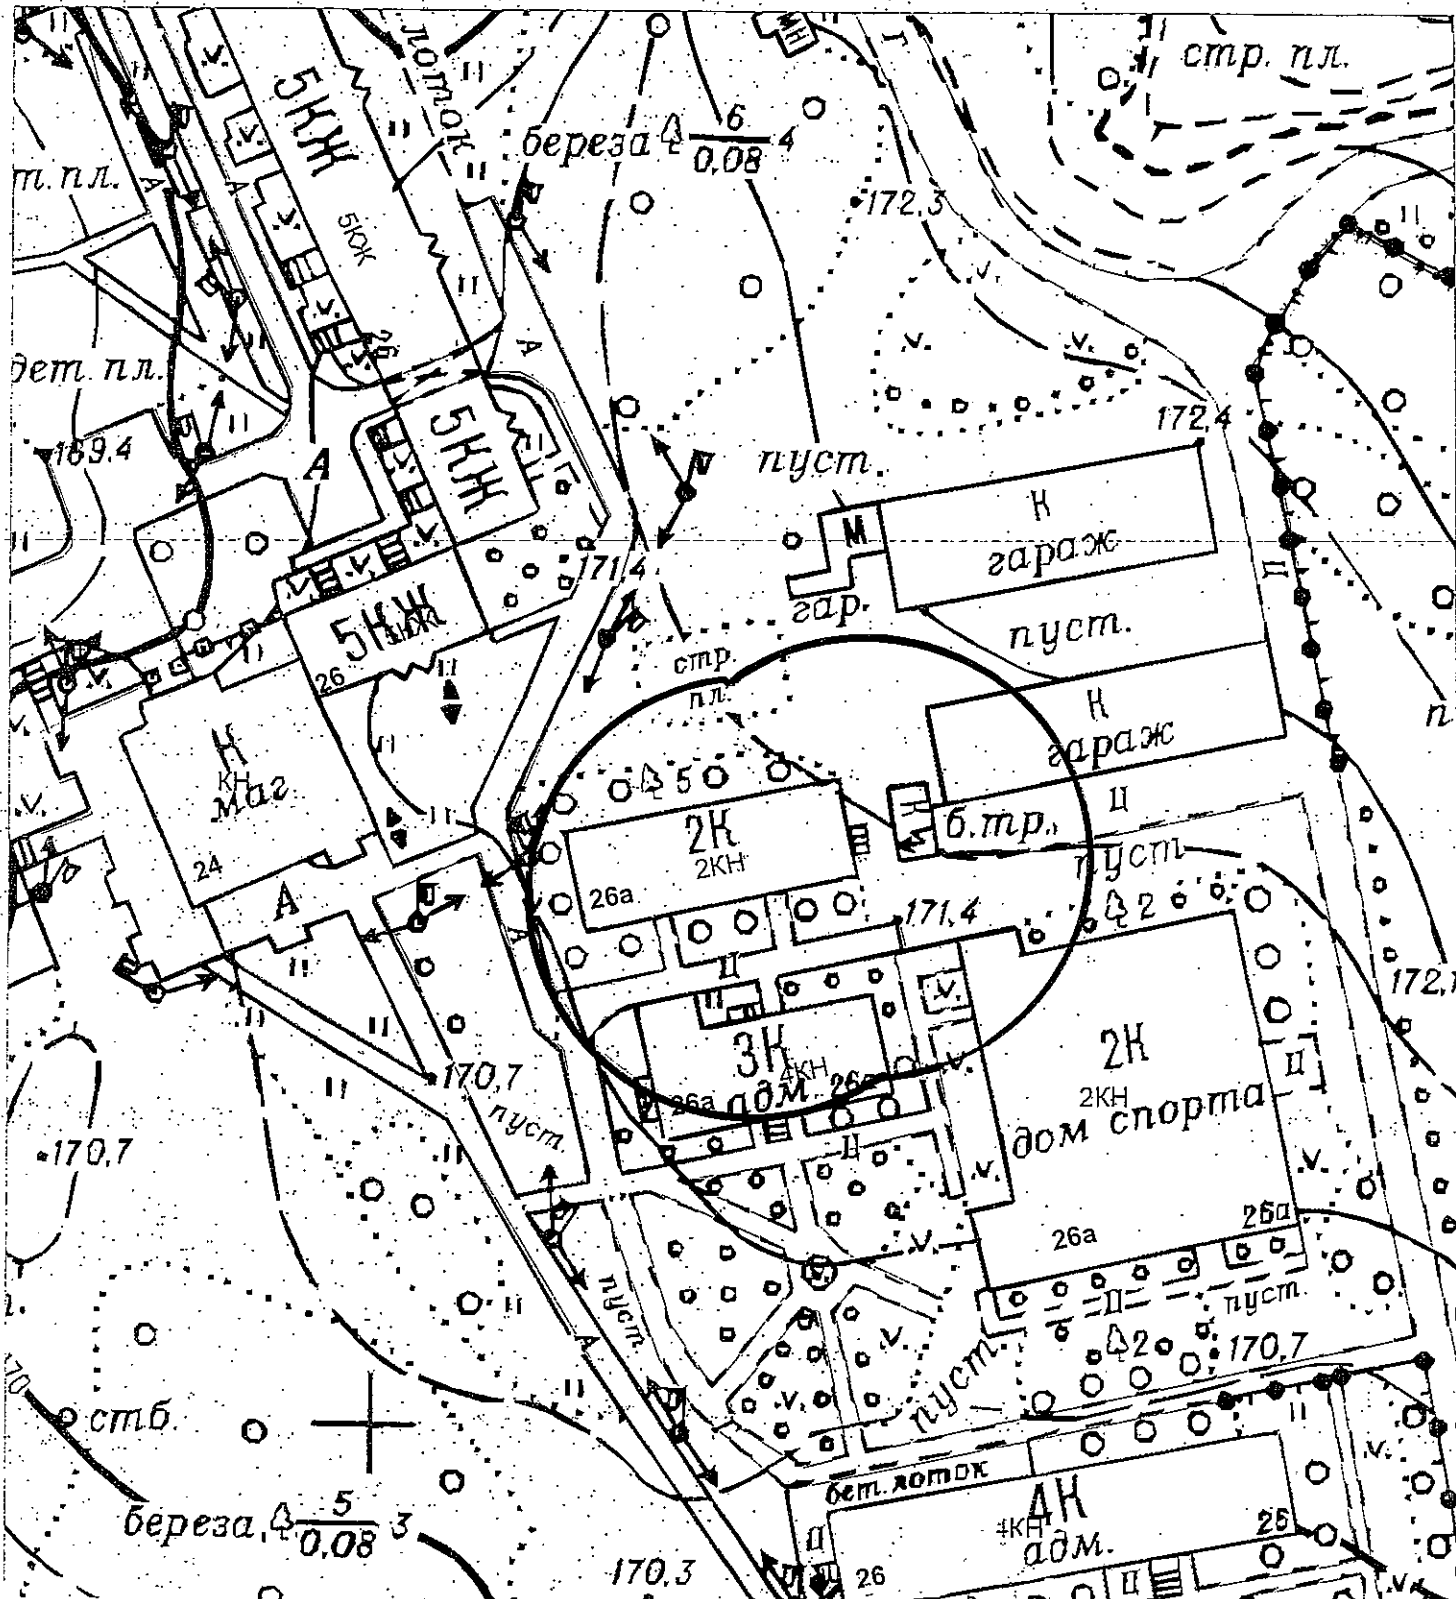 лоток
МН
Г
стр. пл.
5КЖ
береза 6/0,08 4
т. пл.
А
А
172,3
5КЖ
26
А
дет. пл.
172,4
169,4
А
5КЖ
пуст.
К
гараж
М
гар.
171,4
Ц
5КЖ
26
пуст.
стр.
пл.
К
гараж
К
КН
маг.
24
5
2К
2КН
26а
К
б.тр.
Ц
пуст
А
А
171,4
2
Ц
172,1
3К
4КН
адм.
26а
26а
2К
2КН
дом спорта
Ц
170,7
пуст.
170,7
Ц
26а
26а
пуст.
А
Ц
пуст.
2
170,7
пуст.
70
стб.
бет. лоток
4К
4КН
адм.
26
26
береза 5/0,08 3
170,3
Ц
Ц